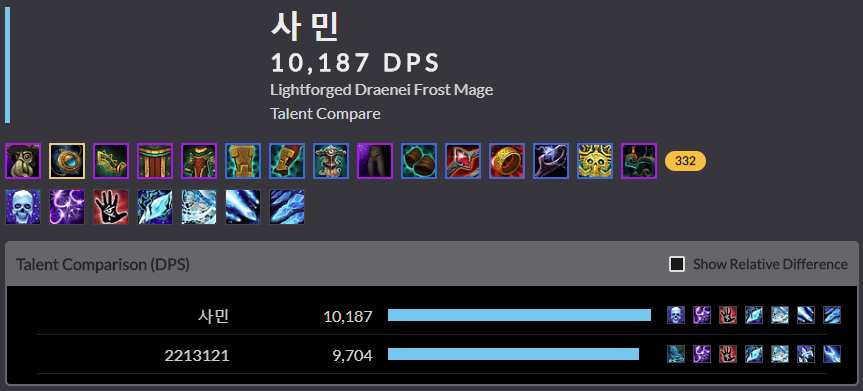 사 민
10,187 DPS
Lightforged Draenei Frost Mage
Talent Compare
332
Talent Comparison (DPS)
Show Relative Difference
사민 10,187
2213121 9,704